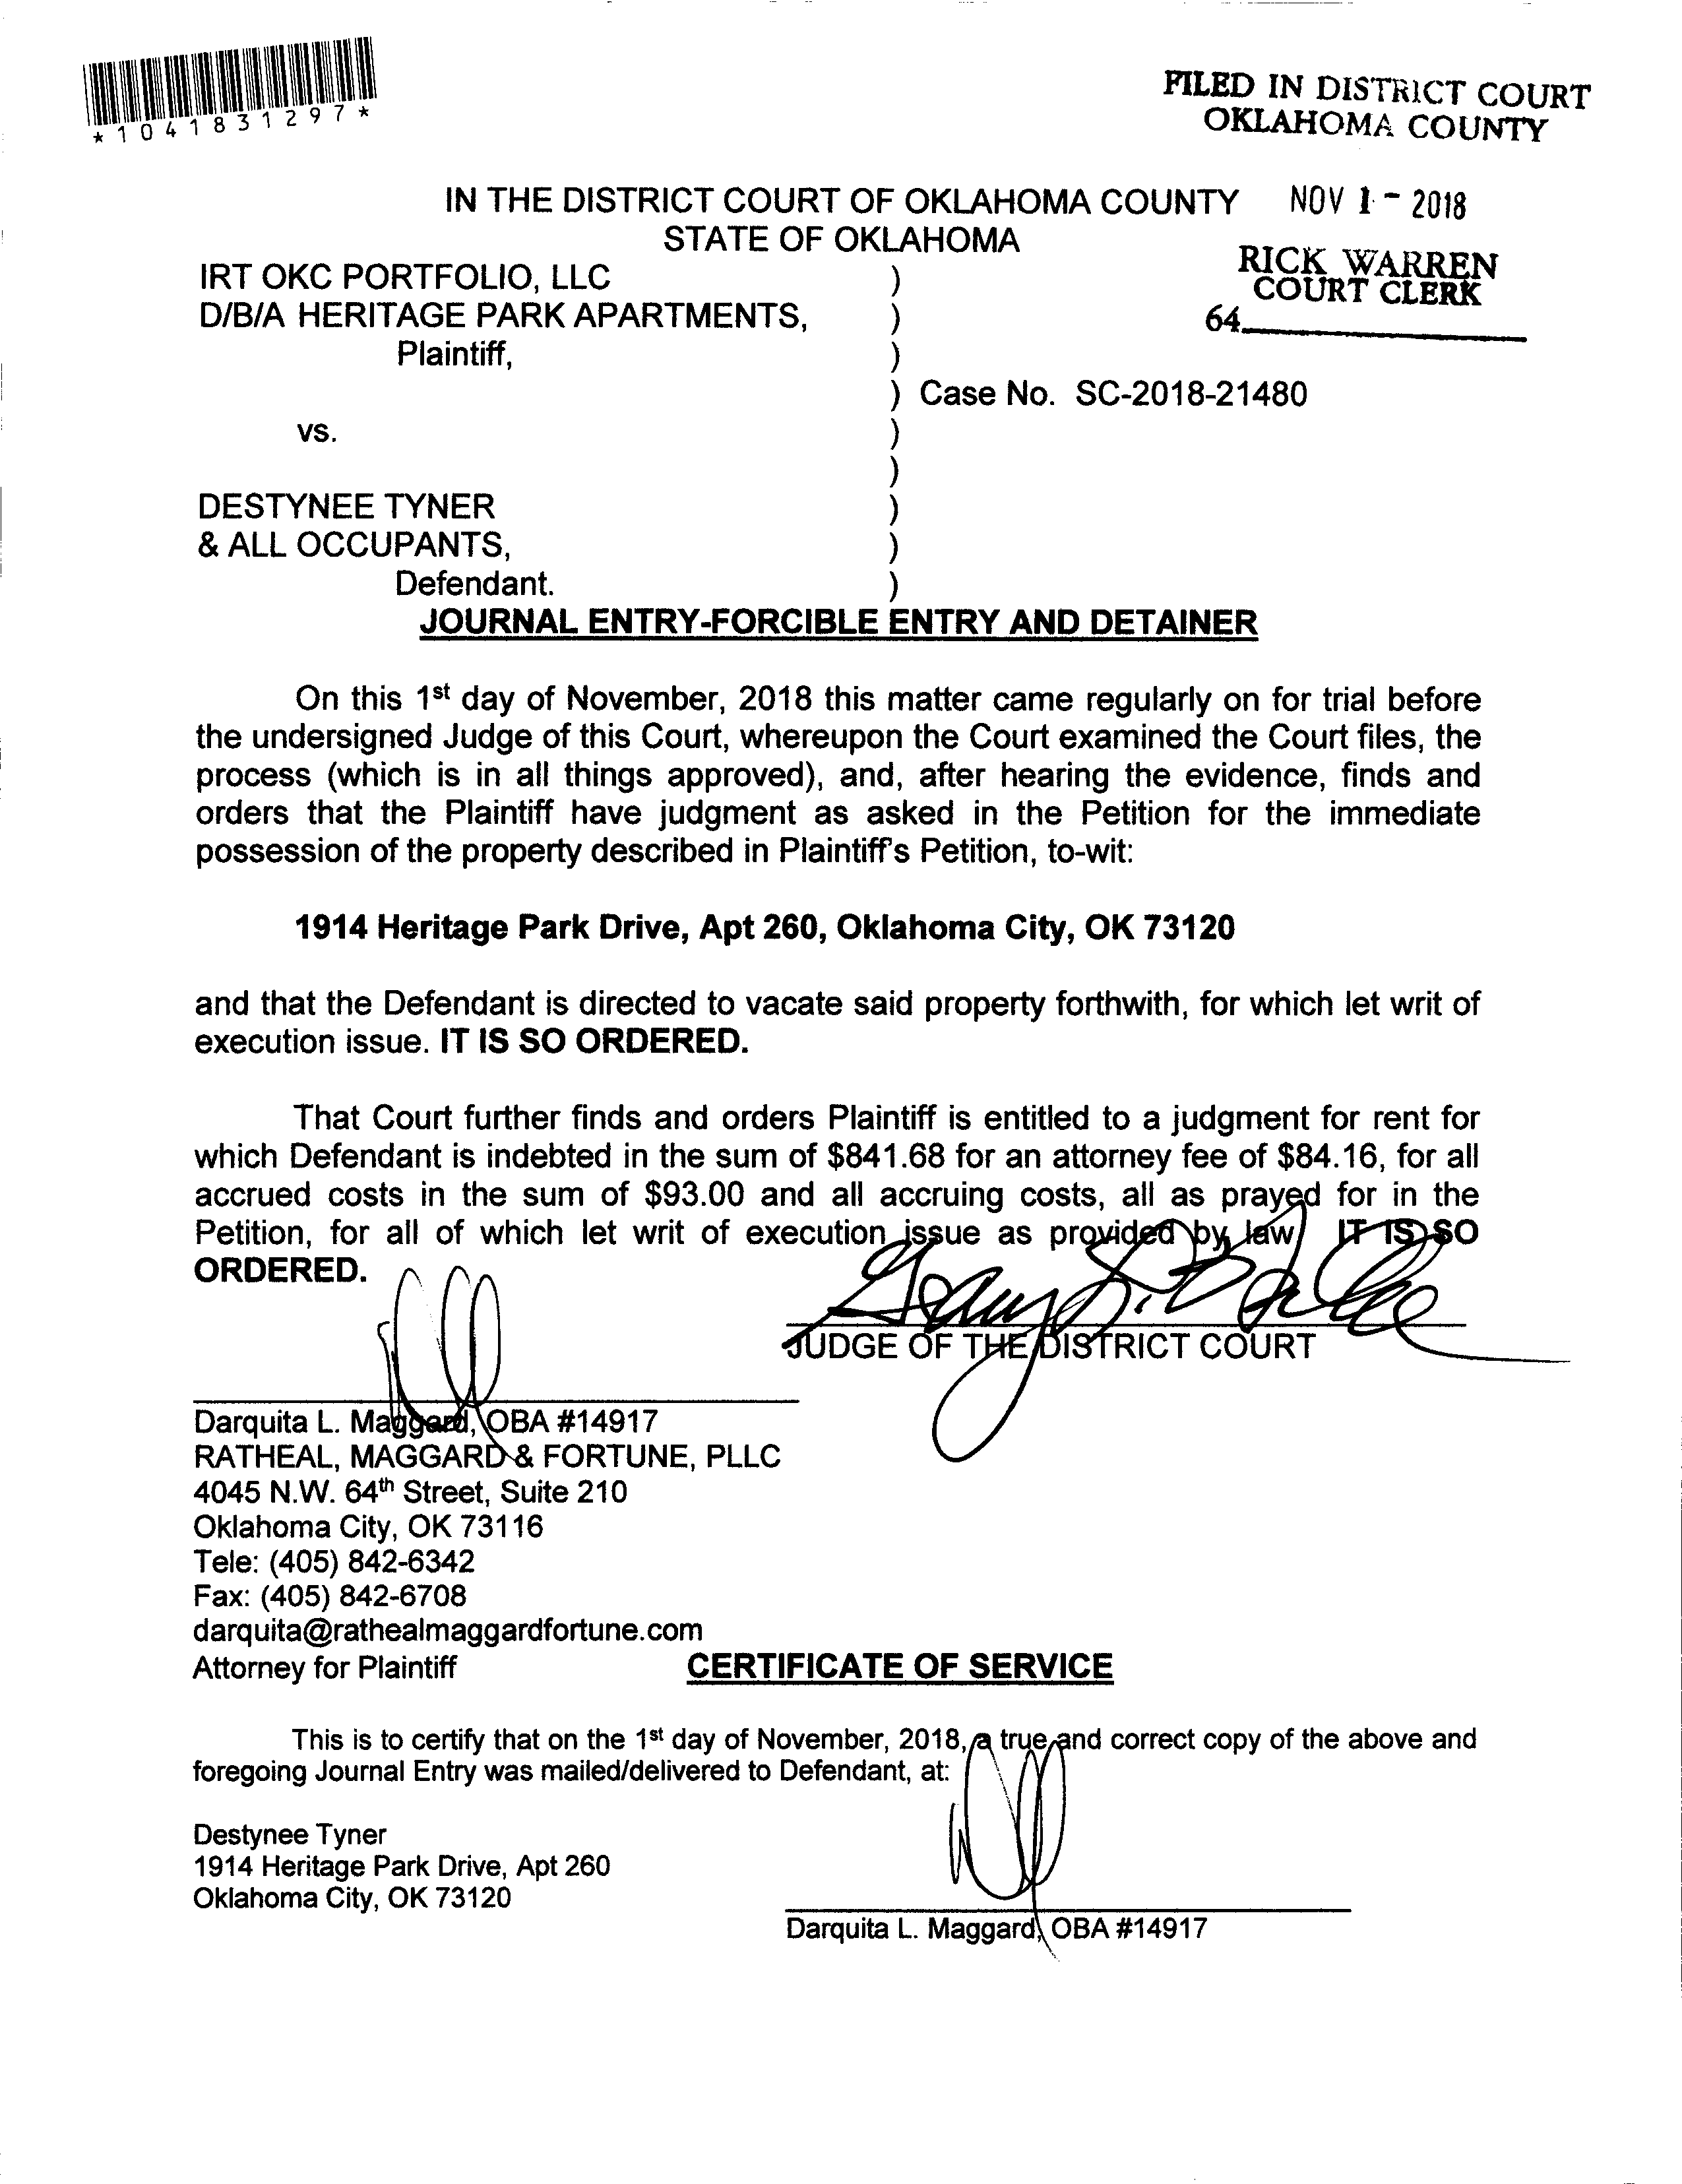 *1041831297*
FILED IN DISTRICT COURT
OKLAHOMA COUNTY
IN THE DISTRICT COURT OF OKLAHOMA COUNTY NOV 1 - 2018
STATE OF OKLAHOMA
RICK WARREN
COURT CLERK
64
IRT OKC PORTFOLIO, LLC )
D/B/A HERITAGE PARK APARTMENTS, )
Plaintiff, )
) Case No. SC-2018-21480
vs. )
)
DESTYNEE TYNER )
& ALL OCCUPANTS, )
Defendant. )
JOURNAL ENTRY-FORCIBLE ENTRY AND DETAINER
On this 1st day of November, 2018 this matter came regularly on for trial before
the undersigned Judge of this Court, whereupon the Court examined the Court files, the
process (which is in all things approved), and, after hearing the evidence, finds and
orders that the Plaintiff have judgment as asked in the Petition for the immediate
possession of the property described in Plaintiff's Petition, to-wit:
1914 Heritage Park Drive, Apt 260, Oklahoma City, OK 73120
and that the Defendant is directed to vacate said property forthwith, for which let writ of
execution issue. IT IS SO ORDERED.
That Court further finds and orders Plaintiff is entitled to a judgment for rent for
which Defendant is indebted in the sum of $841.68 for an attorney fee of $84.16, for all
accrued costs in the sum of $93.00 and all accruing costs, all as prayed for in the
Petition, for all of which let writ of execution issue as provided by law IT IS SO
ORDERED.
JUDGE OF THE DISTRICT COURT
Darquita L. Maggard, OBA #14917
RATHEAL, MAGGARD & FORTUNE, PLLC
4045 N.W. 64th Street, Suite 210
Oklahoma City, OK 73116
Tele: (405) 842-6342
Fax: (405) 842-6708
darquita@rathealmaggardfortune.com
Attorney for Plaintiff
CERTIFICATE OF SERVICE
This is to certify that on the 1st day of November, 2018, a true and correct copy of the above and
foregoing Journal Entry was mailed/delivered to Defendant, at:
Destynee Tyner
1914 Heritage Park Drive, Apt 260
Oklahoma City, OK 73120
Darquita L. Maggard, OBA #14917